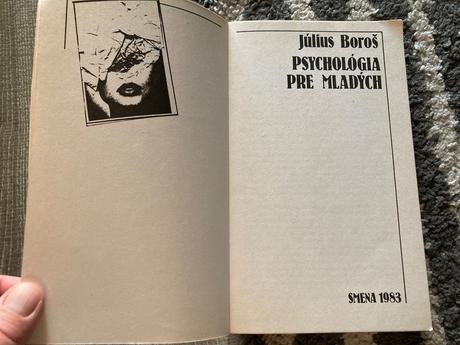 Július Boroš
PSYCHOLÓGIA
PRE MLADÝCH
SMENA 1983